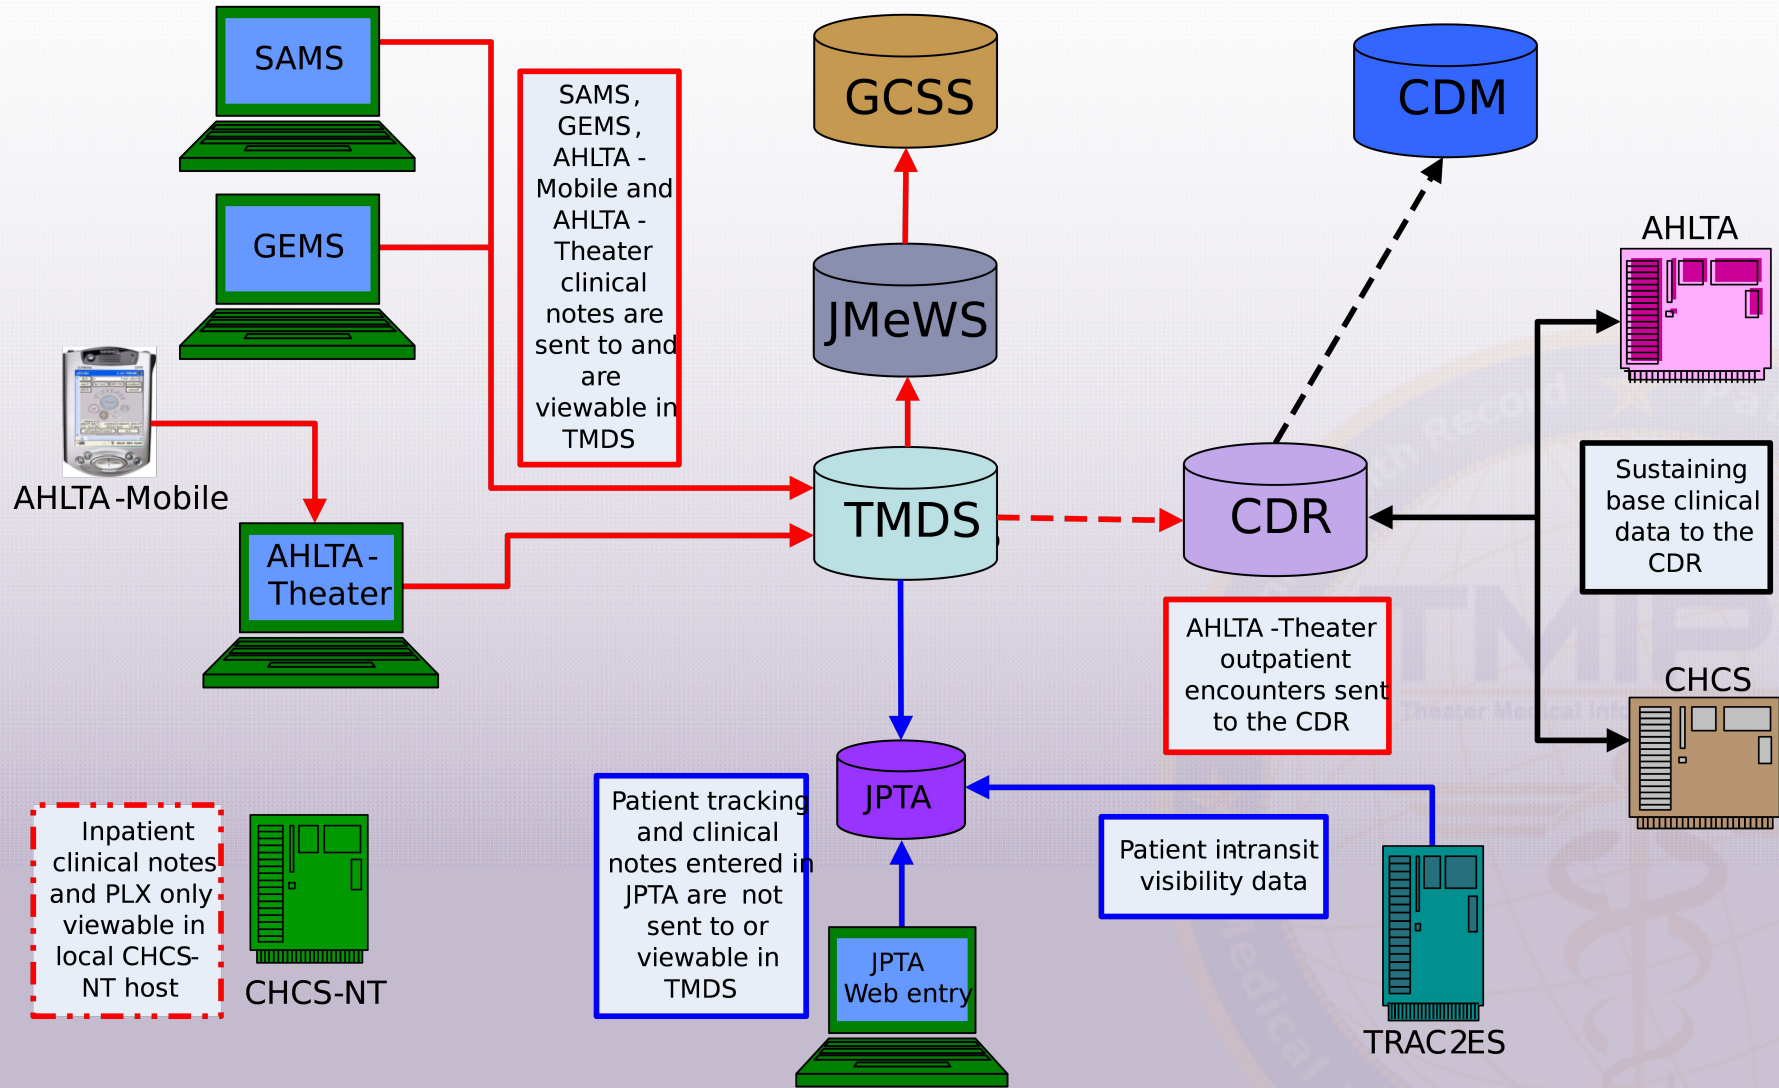 SAMS
GEMS
AHLTA-Mobile
AHLTA-
Theater
SAMS,
GEMS,
AHLTA -
Mobile and
AHLTA -
Theater
clinical
notes are
sent to and
are
viewable in
TMDS
GCSS
JMeWS
TMDS
CDM
CDR
AHLTA
Sustaining
base clinical
data to the
CDR
CHCS
AHLTA -Theater
outpatient
encounters sent
to the CDR
JPTA
Patient intransit
visibility data
TRAC2ES
Patient tracking
and clinical
notes entered in
JPTA are not
sent to or
viewable in
TMDS
JPTA
Web entry
Inpatient
clinical notes
and PLX only
viewable in
local CHCS-
NT host
CHCS-NT
TMIP
Theater Medical